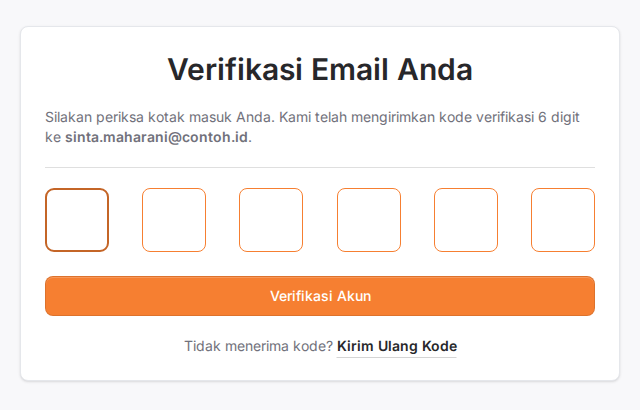 Verifikasi Email Anda
Silakan periksa kotak masuk Anda. Kami telah mengirimkan kode verifikasi 6 digit
ke sinta.maharani@contoh.id.
Verifikasi Akun
Tidak menerima kode? Kirim Ulang Kode